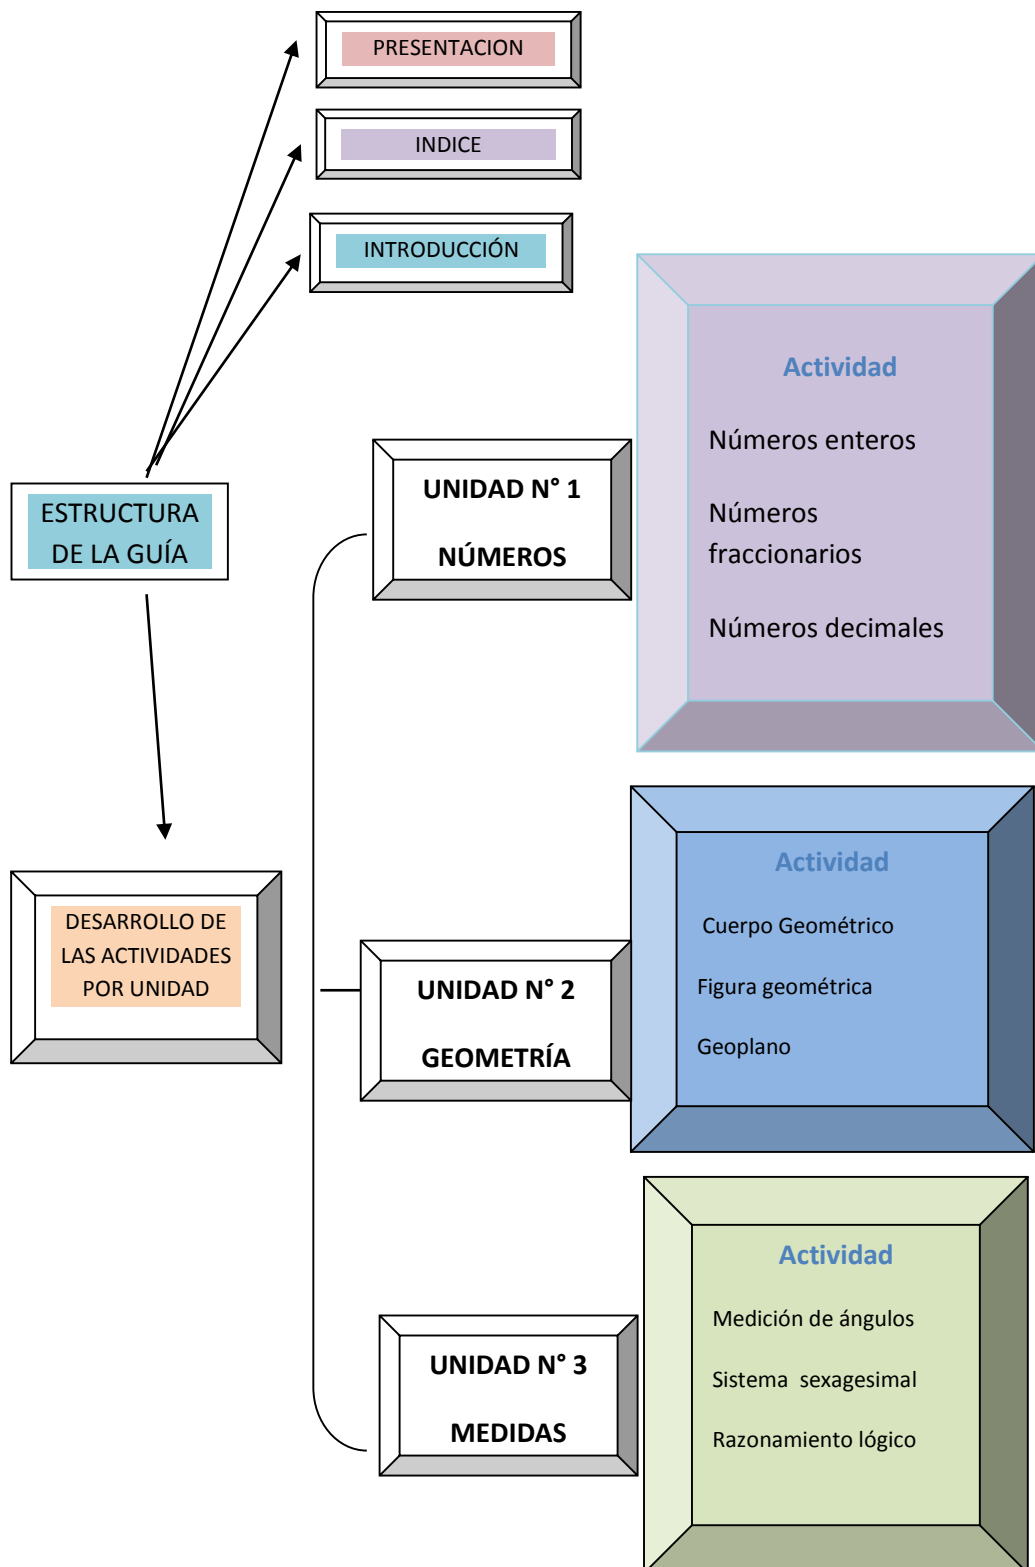 PRESENTACION
INDICE
INTRODUCCIÓN
ESTRUCTURA
DE LA GUÍA
DESARROLLO DE
LAS ACTIVIDADES
POR UNIDAD
UNIDAD N° 1
NÚMEROS
Actividad
Números enteros
Números
fraccionarios
Números decimales
UNIDAD N° 2
GEOMETRÍA
Actividad
Cuerpo Geométrico
Figura geométrica
Geoplano
UNIDAD N° 3
MEDIDAS
Actividad
Medición de ángulos
Sistema sexagesimal
Razonamiento lógico